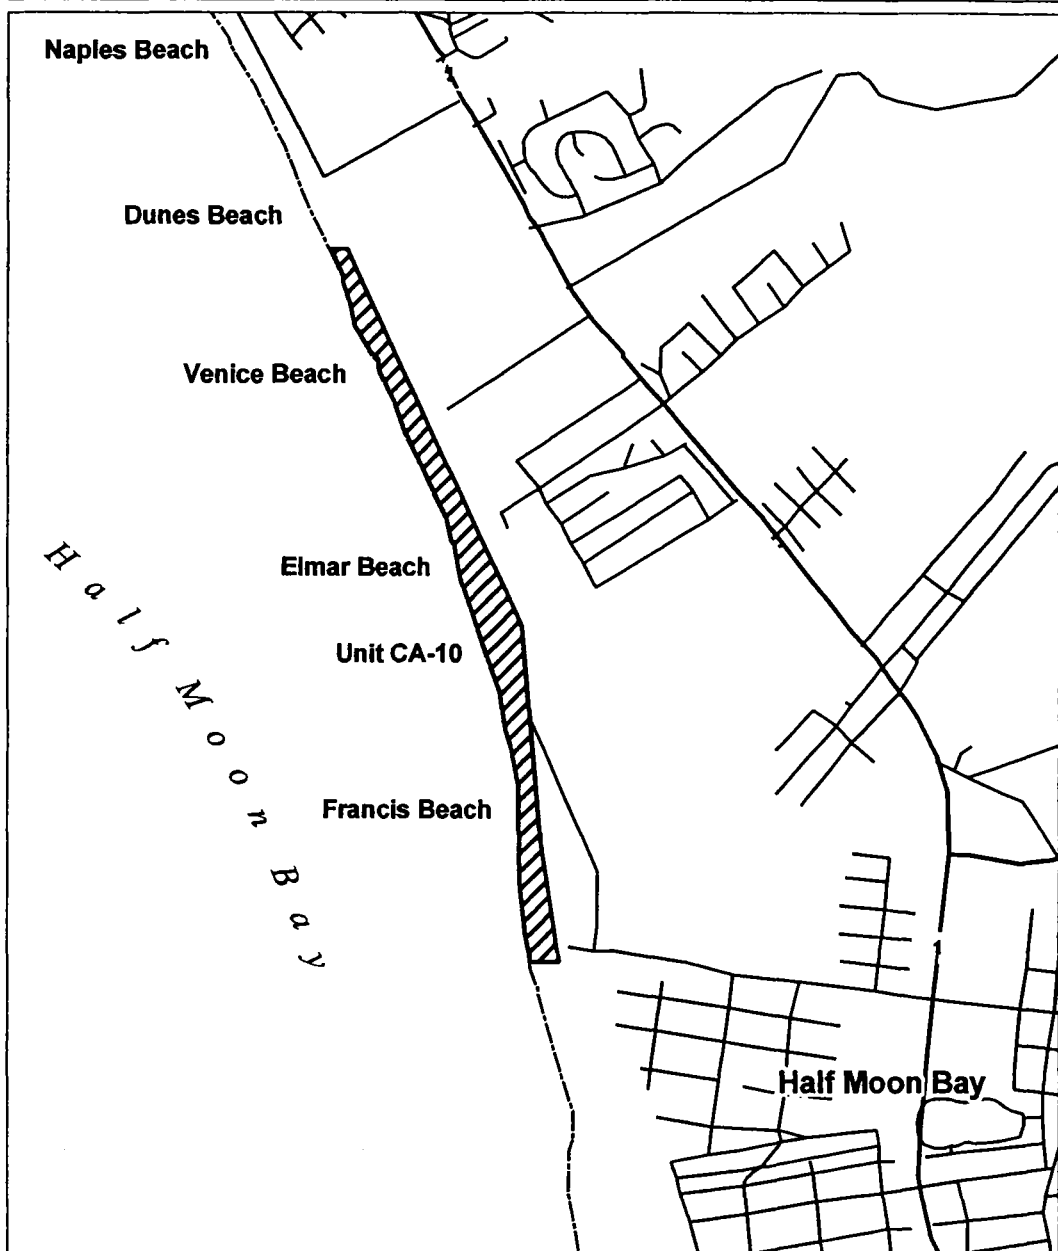 Naples Beach
1
Dunes Beach
Venice Beach
Elmar Beach
Unit CA-10
Half Moon Bay
Francis Beach
1
Half Moon Bay